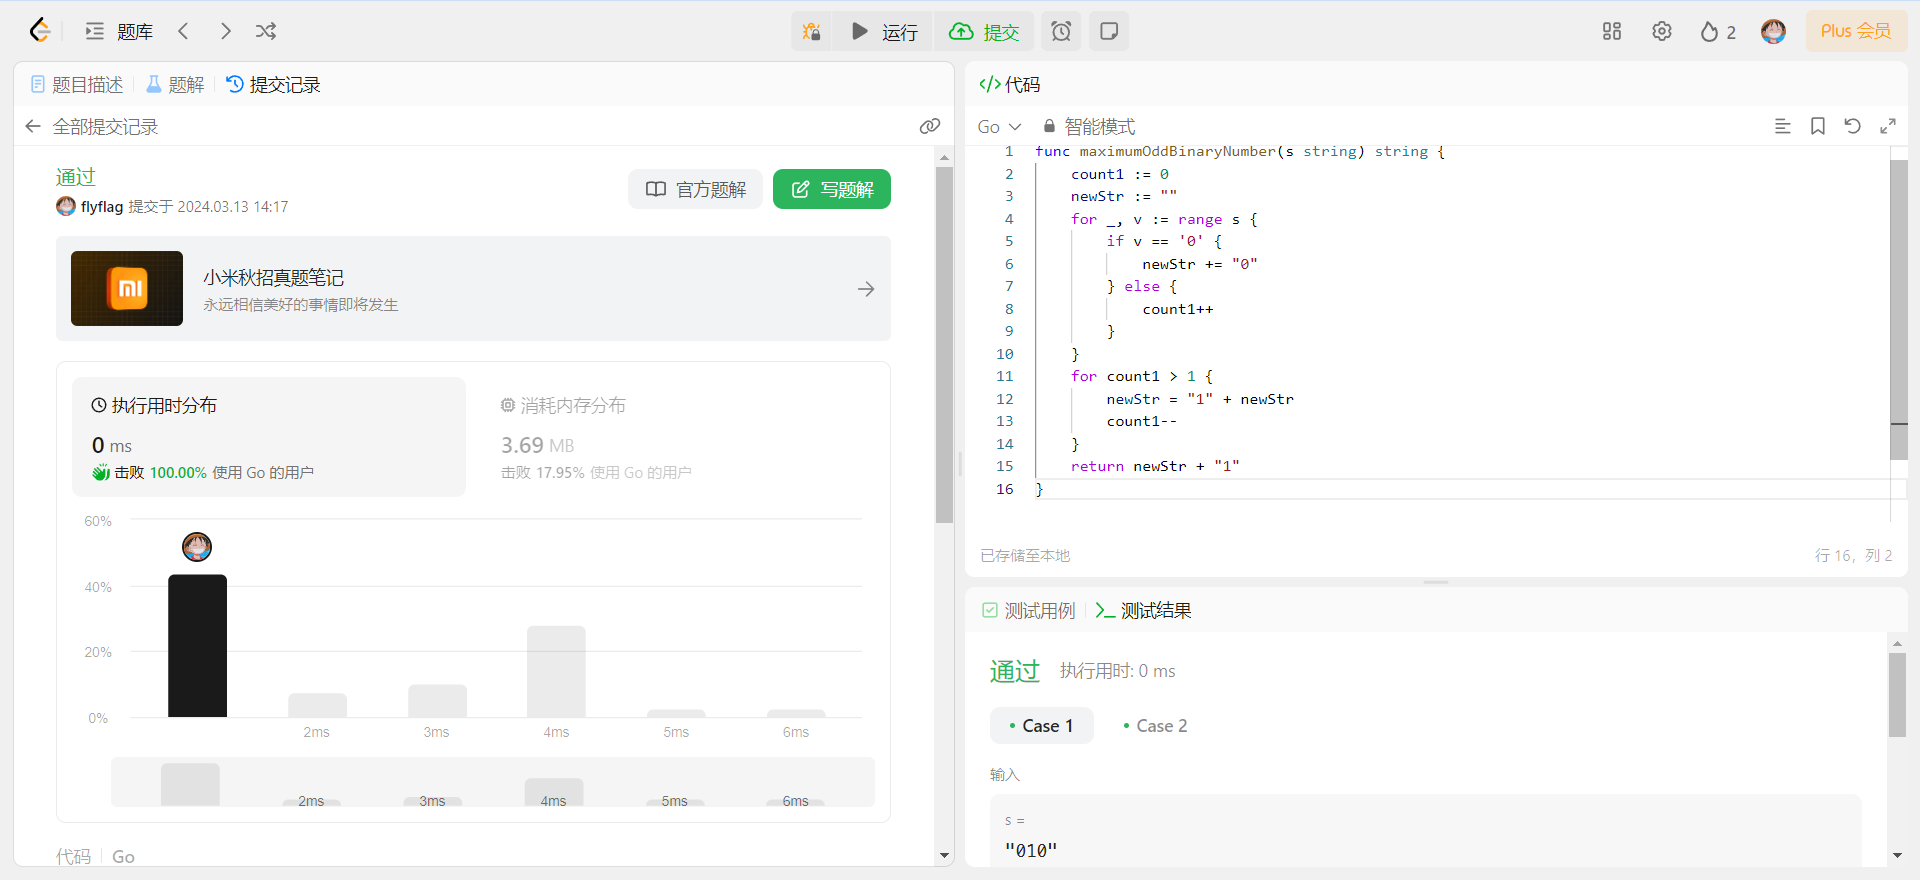 题库
运行
提交
2
Plus 会员
题目描述
题解
提交记录
全部提交记录
通过
flyflag 提交于 2024.03.13 14:17
官方题解
写题解
mi
小米秋招真题笔记
永远相信美好的事情即将发生
执行用时分布
0 ms
击败 100.00% 使用 Go 的用户
消耗内存分布
3.69 MB
击败 17.95% 使用 Go 的用户
60%
40%
20%
0%
2ms
3ms
4ms
5ms
6ms
2ms
3ms
4ms
5ms
6ms
代码
Go
代码
Go
智能模式
1 func maximumOddBinaryNumber(s string) string {
2 count1 := 0
3 newStr := ""
4 for _, v := range s {
5 if v == '0' {
6 newStr += "0"
7 } else {
8 count1++
9 }
10 }
11 for count1 > 1 {
12 newStr = "1" + newStr
13 count1--
14 }
15 return newStr + "1"
16 }
已存储至本地
行 16, 列 2
测试用例
测试结果
通过
执行用时: 0 ms
Case 1
Case 2
输入
s =
"010"